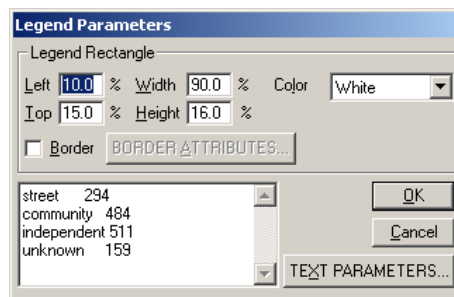 Legend Parameters
Legend Rectangle
Left 10.0 % Width 90.0 % Color White
Top 15.0 % Height 16.0 %
Border BORDER ATTRIBUTES...
street 294
community 484
independent 511
unknown 159
OK
Cancel
TEXT PARAMETERS...